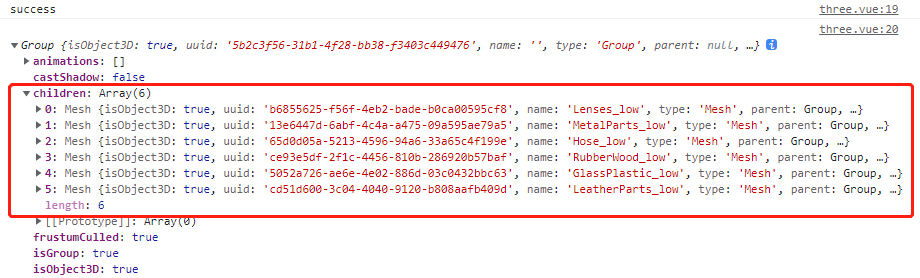 success three.vue:19
three.vue:20
Group {isObject3D: true, uuid: '5b2c3f56-31b1-4f28-bb38-f3403c449476', name: '', type: 'Group', parent: null, …}
animations: []
castShadow: false
children: Array(6)
0: Mesh {isObject3D: true, uuid: 'b6855625-f56f-4eb2-bade-b0ca00595cf8', name: 'Lenses_low', type: 'Mesh', parent: Group, …}
1: Mesh {isObject3D: true, uuid: '13e6447d-6abf-4c4a-a475-09a595ae79a5', name: 'MetalParts_low', type: 'Mesh', parent: Group, …}
2: Mesh {isObject3D: true, uuid: '65d0d05a-5213-4596-94a6-33a65c4f199e', name: 'Hose_low', type: 'Mesh', parent: Group, …}
3: Mesh {isObject3D: true, uuid: 'ce93e5df-2f1c-4456-810b-286920b57baf', name: 'RubberWood_low', type: 'Mesh', parent: Group, …}
4: Mesh {isObject3D: true, uuid: '5052a726-ae6e-4e02-886d-03c0432bbc63', name: 'GlassPlastic_low', type: 'Mesh', parent: Group, …}
5: Mesh {isObject3D: true, uuid: 'cd51d600-3c04-4040-9120-b808aafb409d', name: 'LeatherParts_low', type: 'Mesh', parent: Group, …}
length: 6
[[Prototype]]: Array(0)
frustumCulled: true
isGroup: true
isObject3D: true